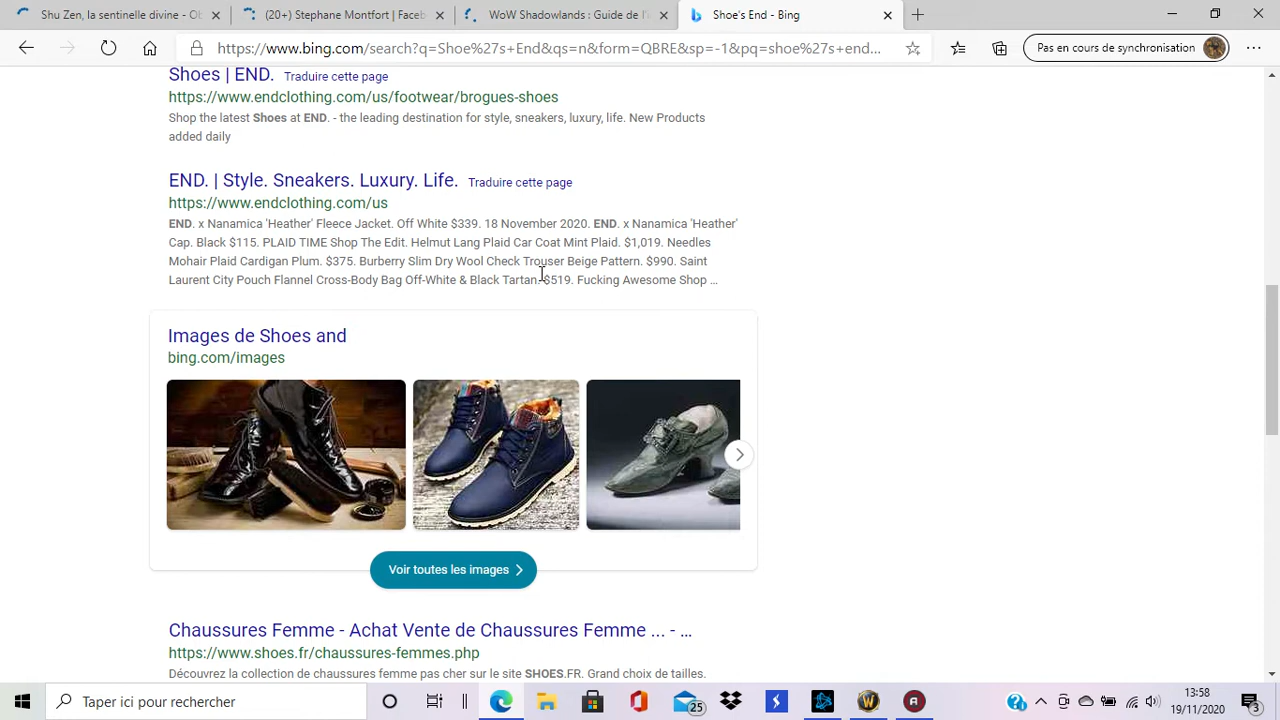 Su Zhen, la sentinelle - Ob
(20+) Stephane Montfort | Faceb
WoW Shadowlands : Guide de l'
Shoe's End - Bing
https://www.bing.com/search?q=Shoe%27s+End&qs=n&form=QBRE&sp=-1&pq=shoe%27s+end...
Pas en cours de synchronisation
Shoes | END. Traduire cette page
https://www.endclothing.com/us/footwear/brogues-shoes
Shop the latest Shoes at END. - the leading destination for style, sneakers, luxury, life. New Products
added daily
END. | Style. Sneakers. Luxury. Life. Traduire cette page
https://www.endclothing.com/us
END. x Nanamica 'Heather' Fleece Jacket. Off White $339. 18 November 2020. END. x Nanamica 'Heather'
Cap. Black $115. PLAID TIME Shop The Edit. Helmut Lang Plaid Car Coat Mint Plaid. $1,019. Needles
Mohair Plaid Cardigan Plum. $375. Burberry Slim Dry Wool Check Trouser Beige Pattern. $990. Saint
Laurent City Pouch Flannel Cross-Body Bag Off-White & Black Tartan. $519. Fucking Awesome Shop ...
Images de Shoes and
bing.com/images
Voir toutes les images
Chaussures Femme - Achat Vente de Chaussures Femme ... - ...
https://www.shoes.fr/chaussures-femmes.php
Découvrez la collection de chaussures femme pas cher sur le site SHOES.FR. Grand choix de tailles.
Taper ici pour rechercher
25
13:58
19/11/2020
3